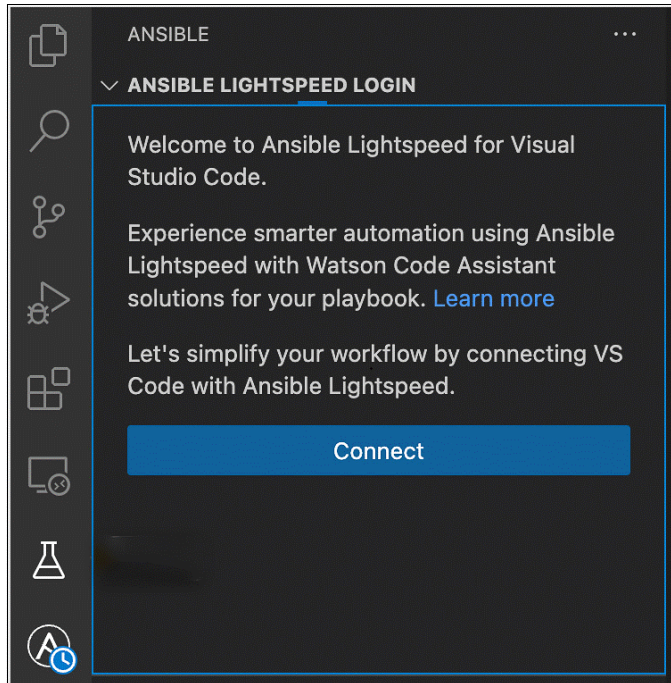 ANSIBLE
ANSIBLE LIGHTSPEED LOGIN
Welcome to Ansible Lightspeed for Visual
Studio Code.
Experience smarter automation using Ansible
Lightspeed with Watson Code Assistant
solutions for your playbook. Learn more
Let's simplify your workflow by connecting VS
Code with Ansible Lightspeed.
Connect